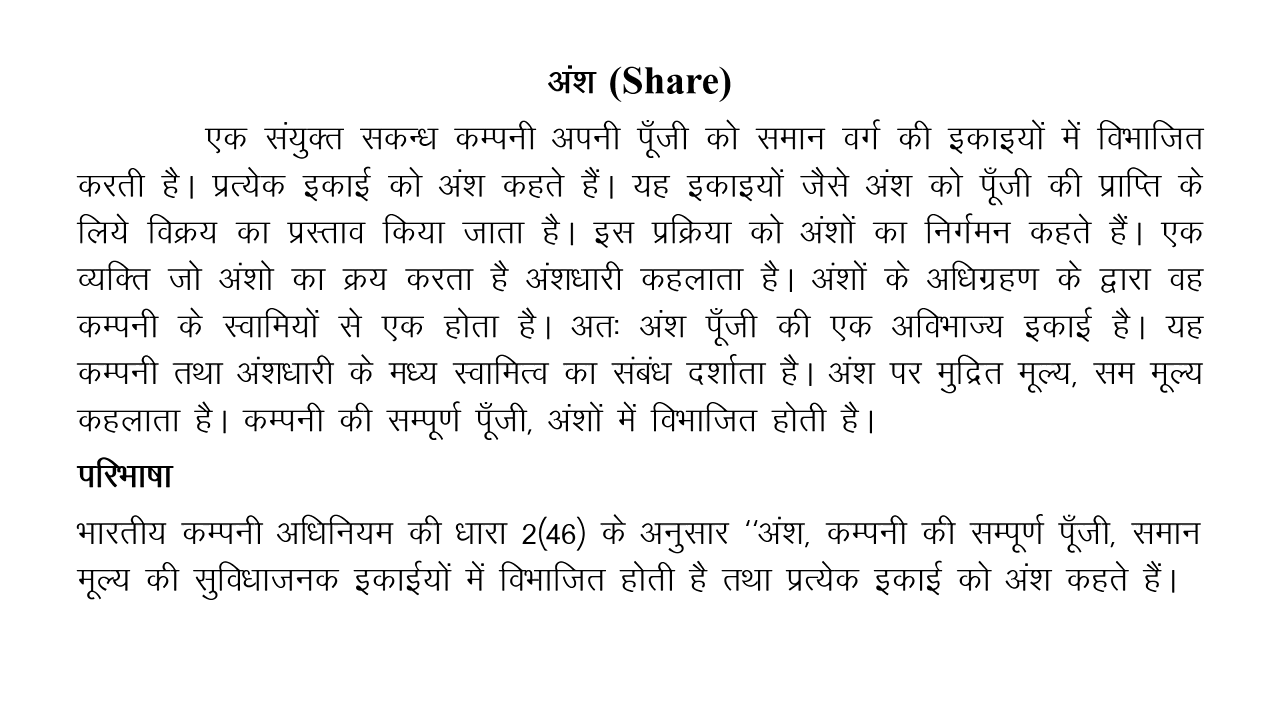 अंश (Share)
एक संयुक्त सकन्ध कम्पनी अपनी पूँजी को समान वर्ग की इकाइयों में विभाजित
करती है। प्रत्येक इकाई को अंश कहते हैं। यह इकाइयों जैसे अंश को पूँजी की प्राप्ति के
लिये विक्रय का प्रस्ताव किया जाता है। इस प्रक्रिया को अंशों का निर्गमन कहते हैं। एक
व्यक्ति जो अंशो का क्रय करता है अंशधारी कहलाता है। अंशों के अधिग्रहण के द्वारा वह
कम्पनी के स्वामियों से एक होता है। अतः अंश पूँजी की एक अविभाज्य इकाई है। यह
कम्पनी तथा अंशधारी के मध्य स्वामित्व का संबंध दर्शाता है। अंश पर मुद्रित मूल्य, सम मूल्य
कहलाता है। कम्पनी की सम्पूर्ण पूँजी, अंशों में विभाजित होती है।
परिभाषा
भारतीय कम्पनी अधिनियम की धारा 2(46) के अनुसार ‘‘अंश, कम्पनी की सम्पूर्ण पूँजी, समान
मूल्य की सुविधाजनक इकाईयों में विभाजित होती है तथा प्रत्येक इकाई को अंश कहते हैं।